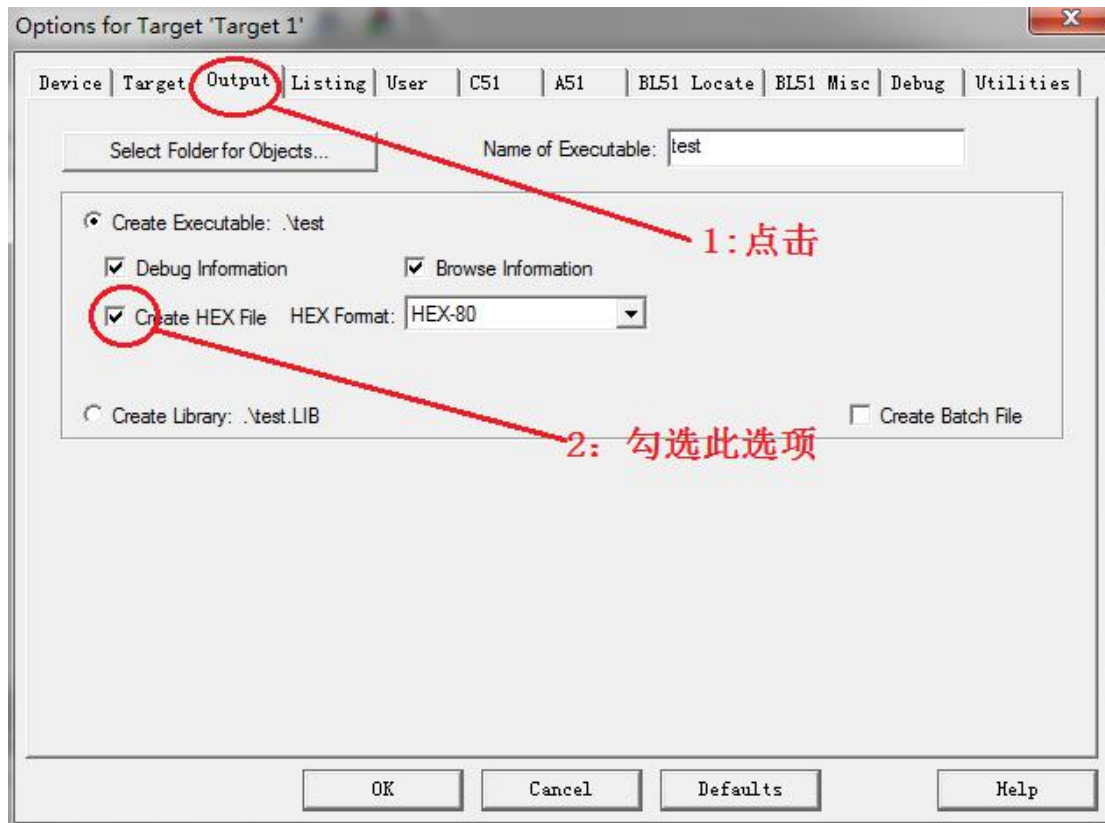 Options for Target 'Target 1'
Device Target Output Listing User C51 A51 BL51 Locate BL51 Misc Debug Utilities
Select Folder for Objects... Name of Executable: test
Create Executable: .\test
1:点击
Debug Information Browse Information
Create HEX File HEX Format: HEX-80
Create Library: .\test.LIB Create Batch File
2：勾选此选项
OK Cancel Defaults Help